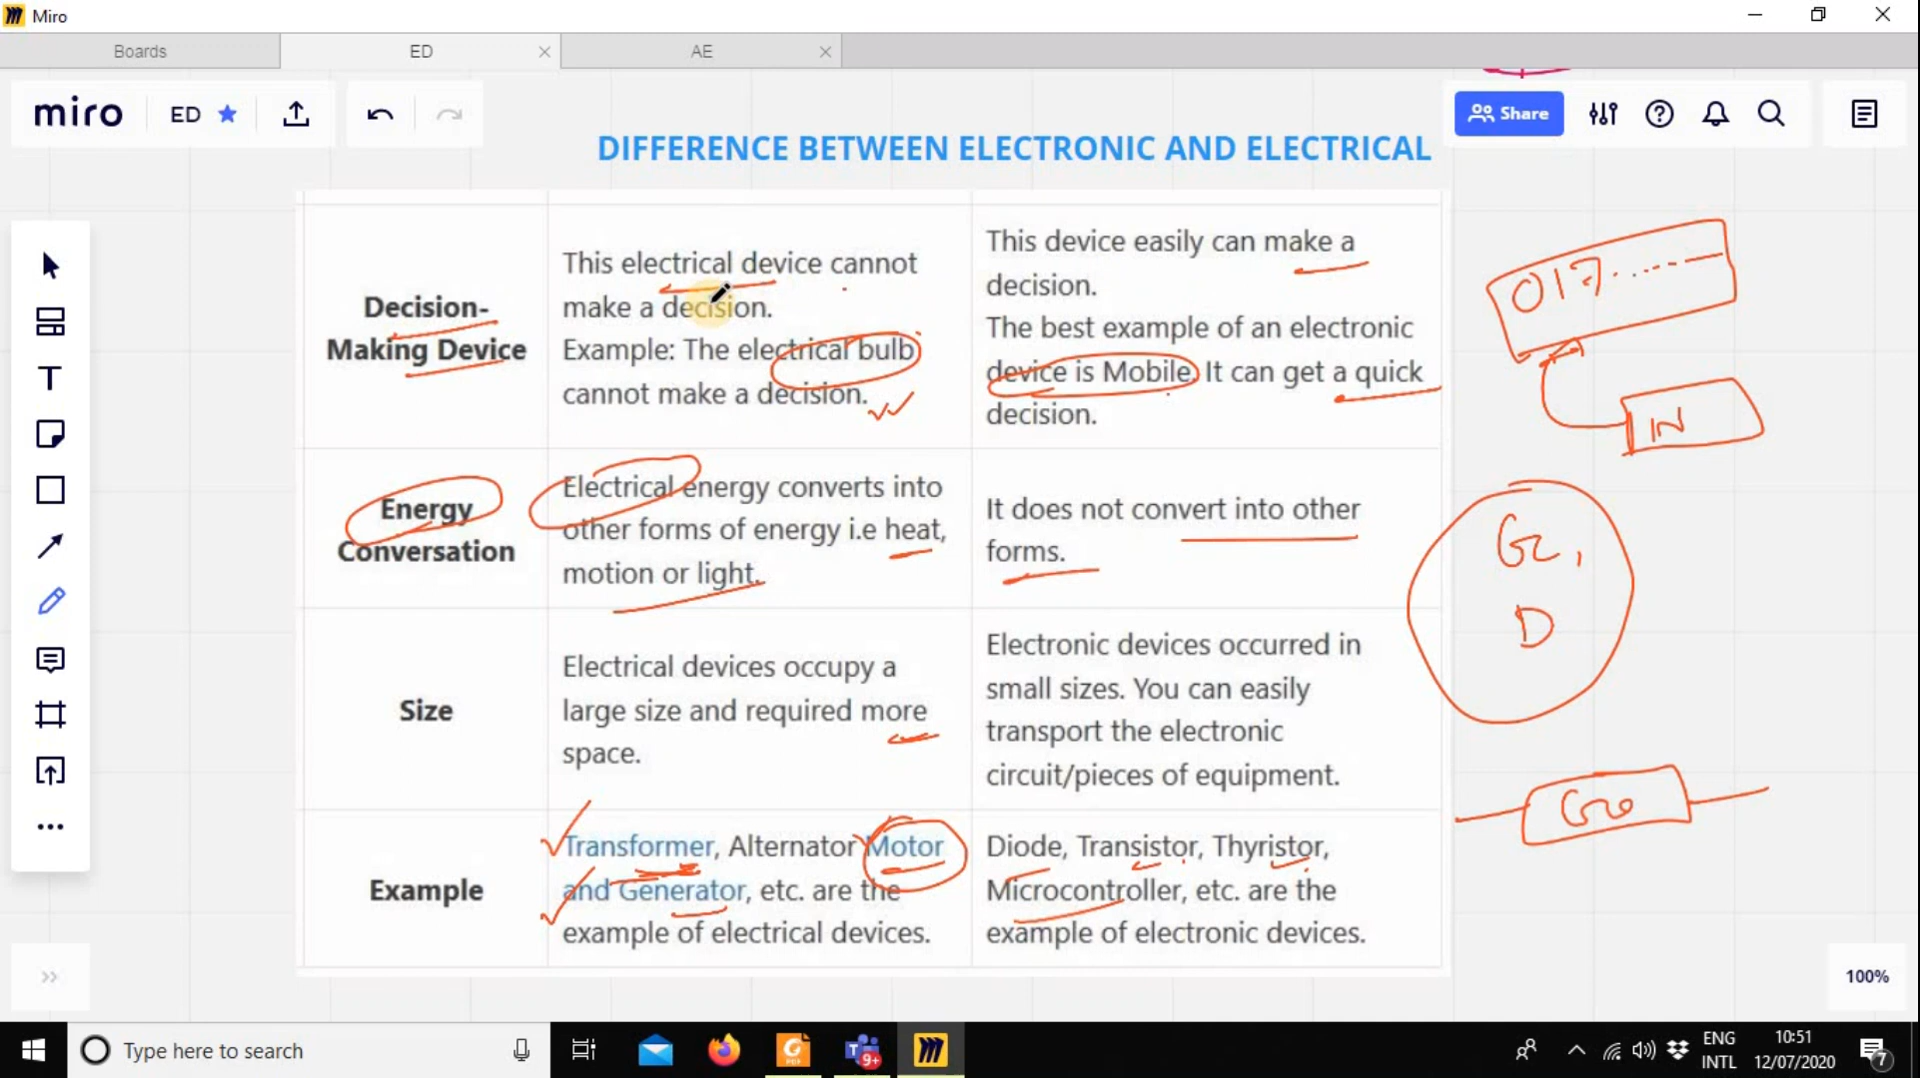 Miro
Boards
ED
AE
miro
ED
Share
DIFFERENCE BETWEEN ELECTRONIC AND ELECTRICAL
Decision-
Making Device
This electrical device cannot
make a decision.
Example: The electrical bulb
cannot make a decision.
This device easily can make a
decision.
The best example of an electronic
device is Mobile. It can get a quick
decision.
017
IN
Energy
Conversation
Electrical energy converts into
other forms of energy i.e heat,
motion or light.
It does not convert into other
forms.
D
Size
Electrical devices occupy a
large size and required more
space.
Electronic devices occurred in
small sizes. You can easily
transport the electronic
circuit/pieces of equipment.
Example
Transformer, Alternator Motor
and Generator, etc. are the
example of electrical devices.
Diode, Transistor, Thyristor,
Microcontroller, etc. are the
example of electronic devices.
100%
Type here to search
PDF
9+
ENG
INTL
10:51
12/07/2020
7